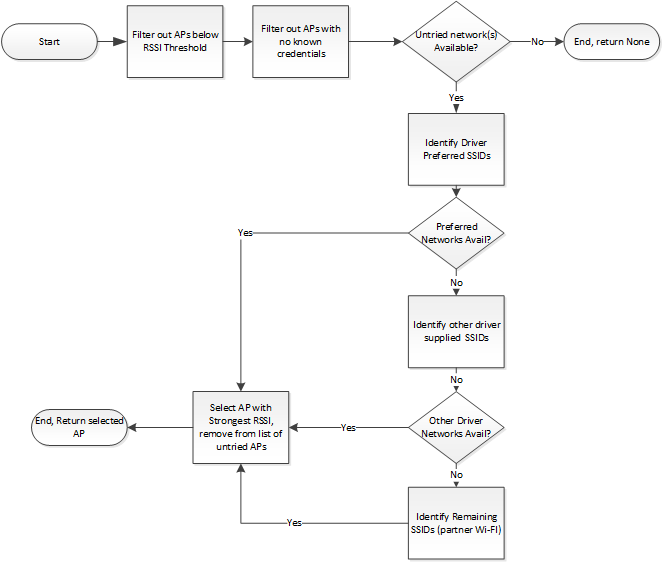 Start
Filter out APs below
RSSI Threshold
Filter out APs with
no known
credentials
Untried network(s)
Available?
No
End, return None
Yes
Identify Driver
Preferred SSIDs
Preferred
Networks Avail?
Yes
No
Identify other driver
supplied SSIDs
No
Other Driver
Networks Avail?
Yes
Select AP with
Strongest RSSI,
remove from list of
untried APs
End, Return selected
AP
No
Identify Remaining
SSIDs (partner Wi-FI)
Yes